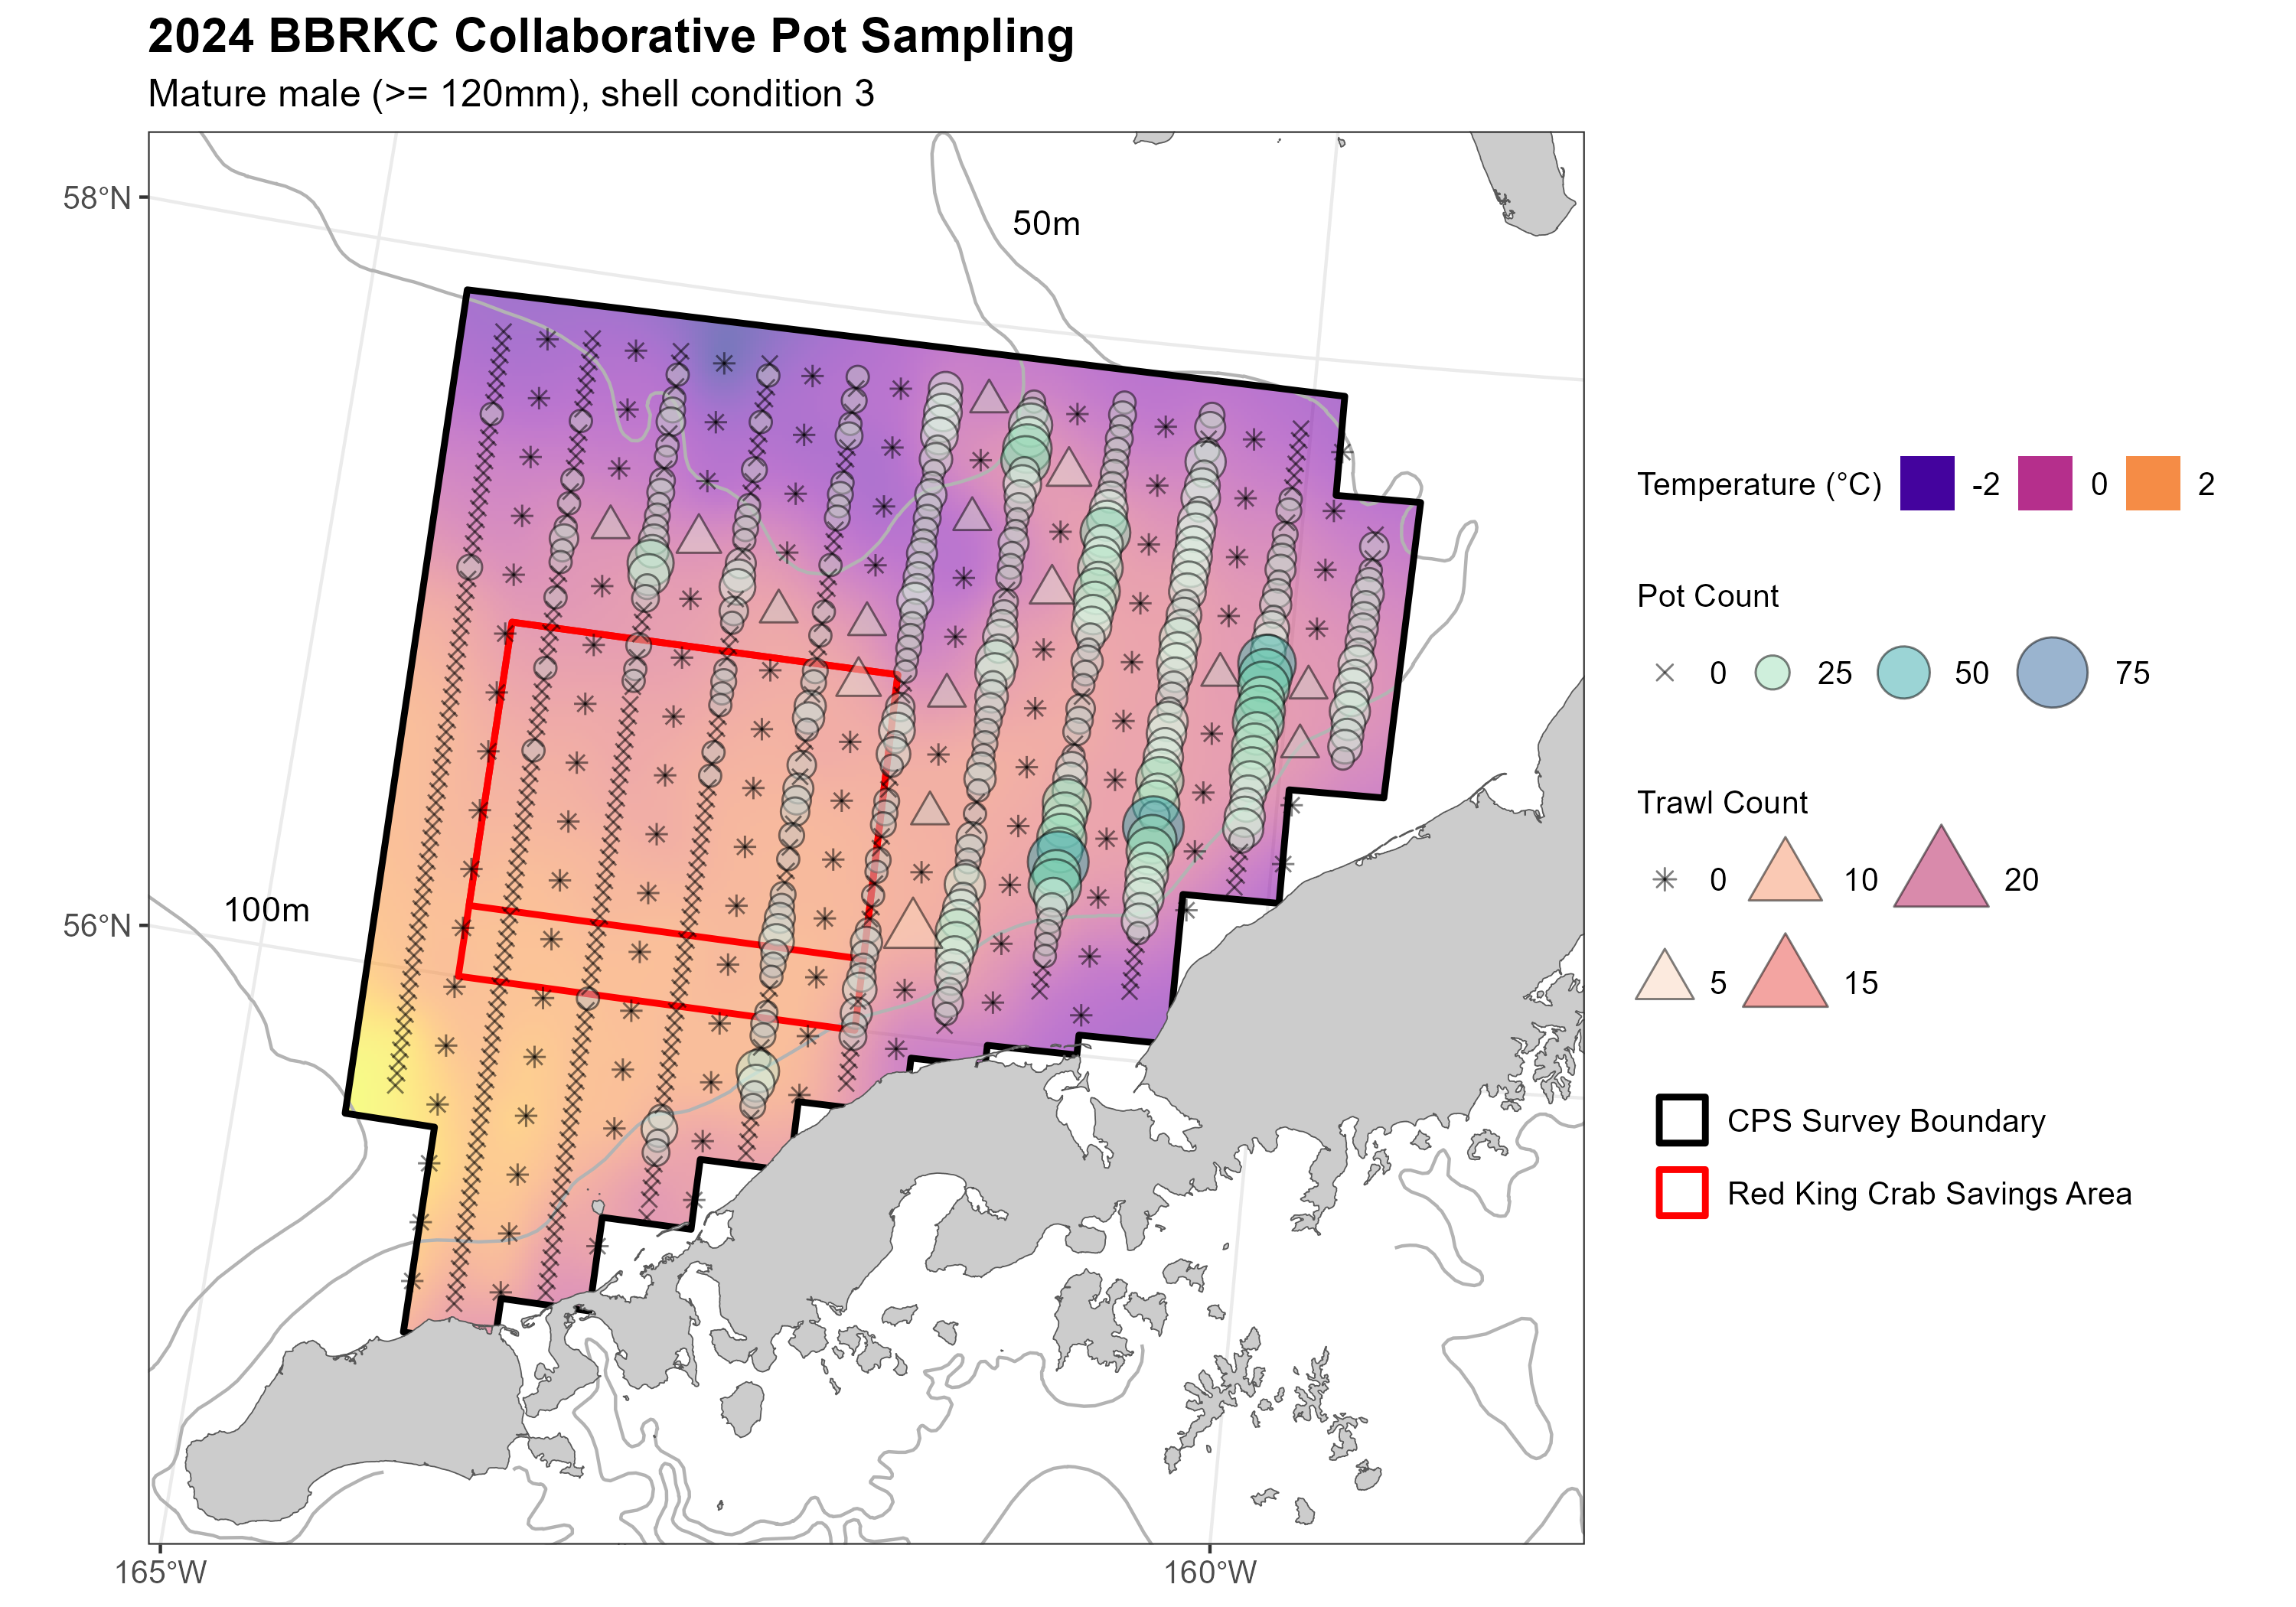 2024 BBRKC Collaborative Pot Sampling
Mature male (>= 120mm), shell condition 3
58°N
50m
100m
56°N
165°W
160°W
Temperature (°C) -2 0 2
Pot Count
0 25 50 75
Trawl Count
0 10 20
5 15
CPS Survey Boundary
Red King Crab Savings Area